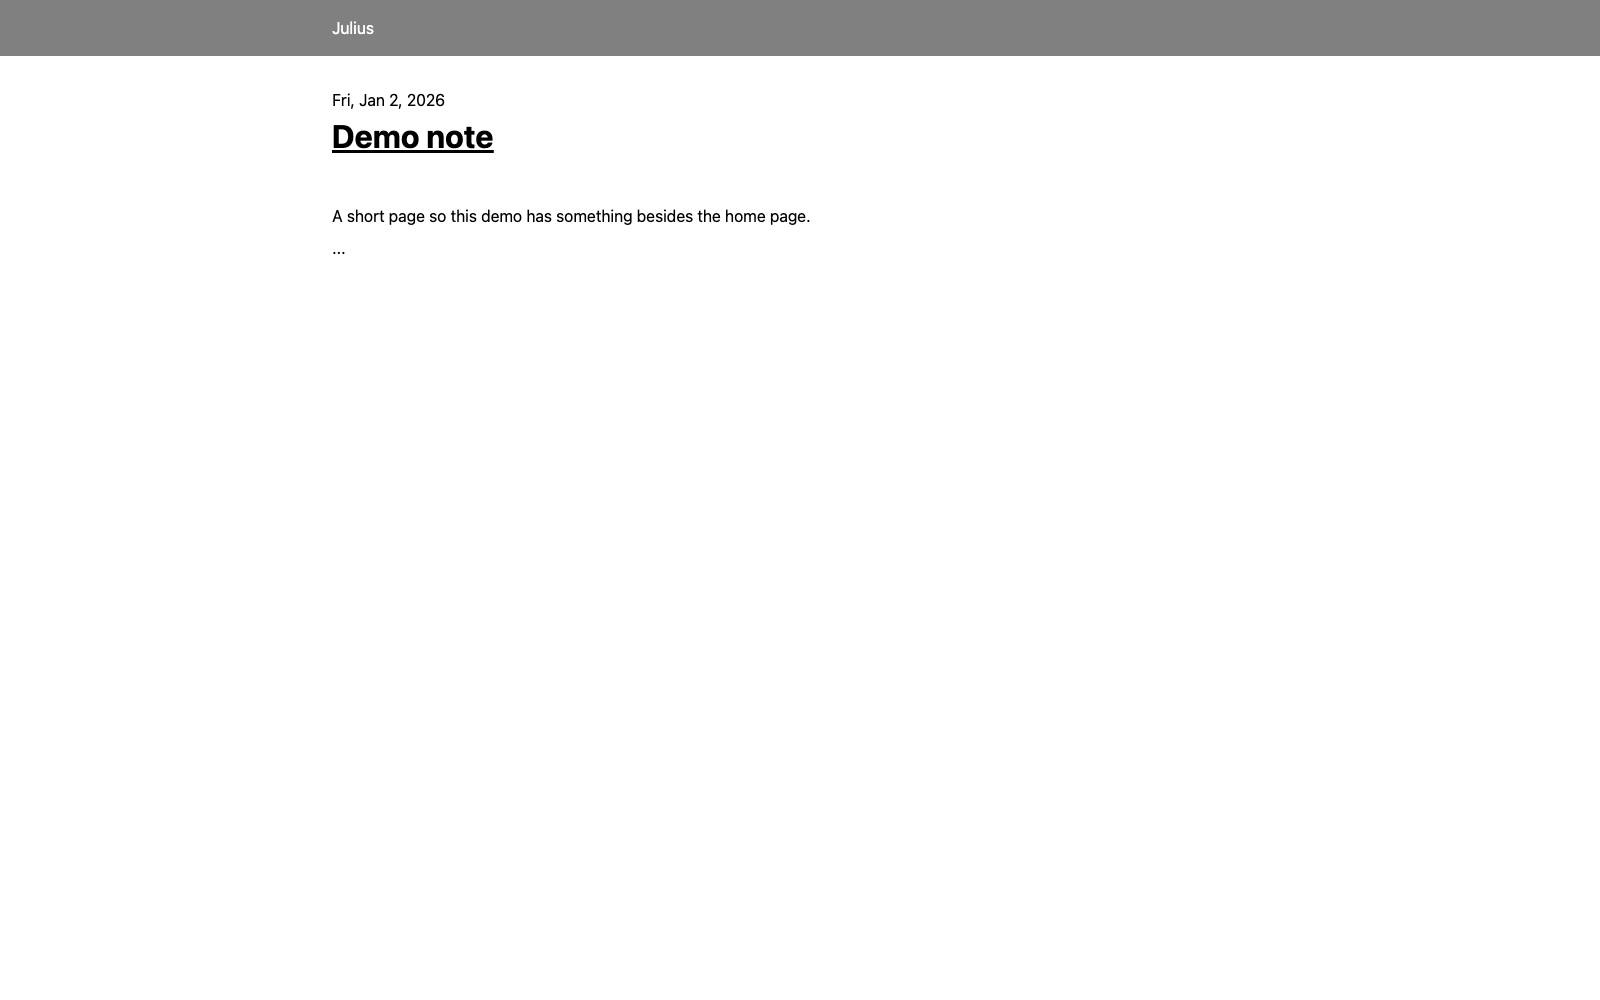 Julius
Fri, Jan 2, 2026
Demo note
A short page so this demo has something besides the home page.
...